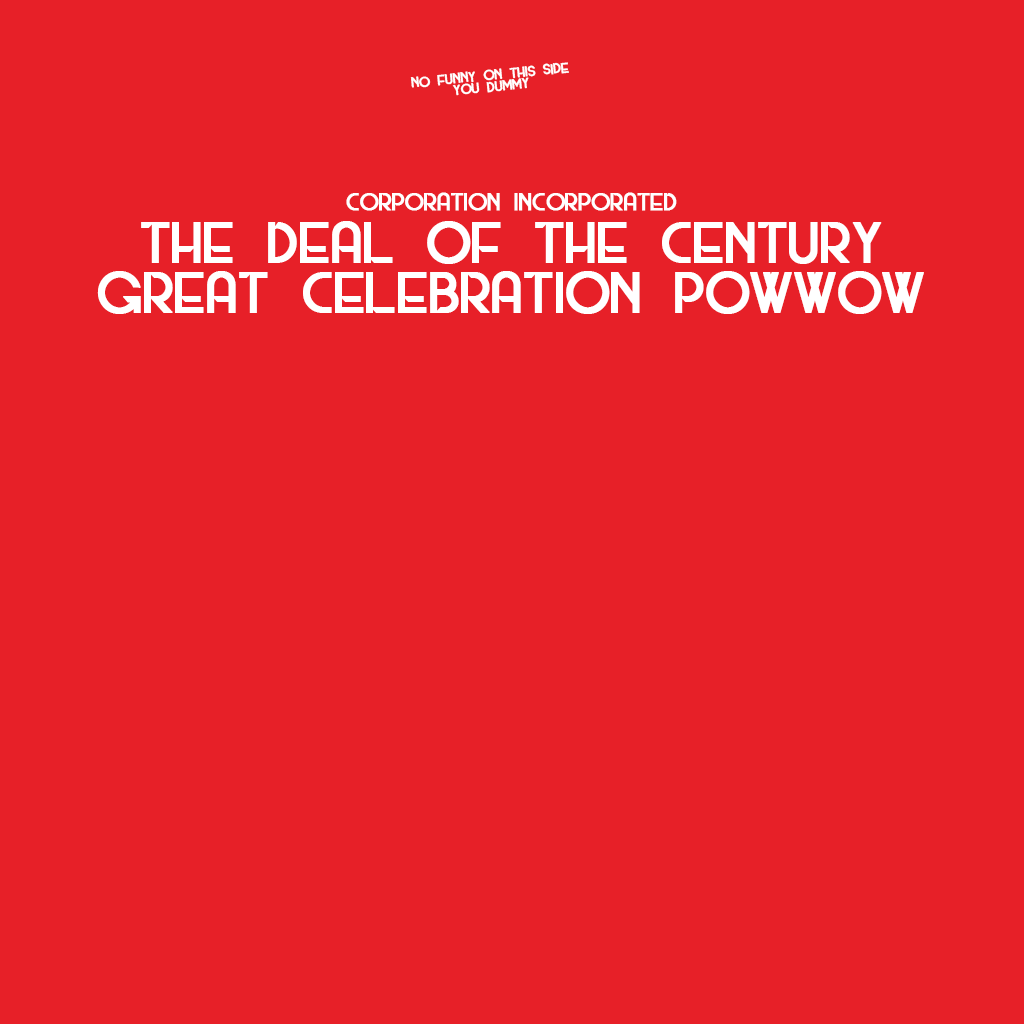 NO FUNNY ON THIS SIDE
YOU DUMMY
CORPORATION INCORPORATED
THE DEAL OF THE CENTURY
GREAT CELEBRATION POWWOW